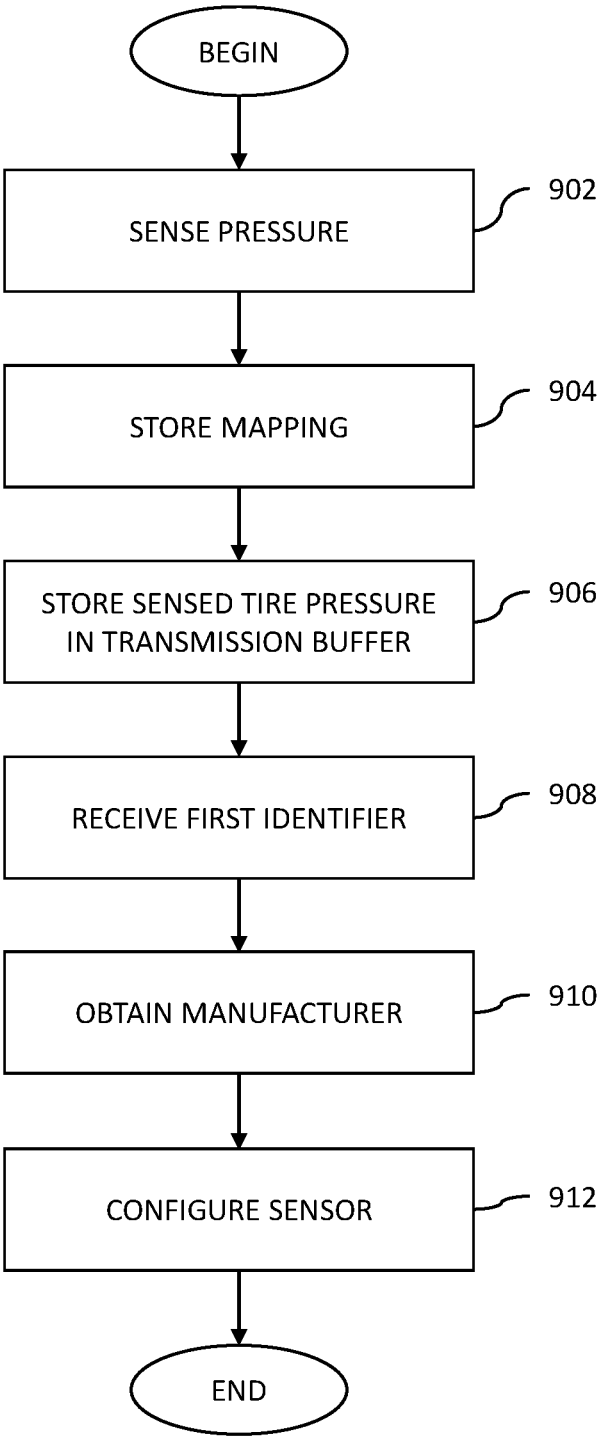 BEGIN
902
SENSE PRESSURE
904
STORE MAPPING
906
STORE SENSED TIRE PRESSURE
IN TRANSMISSION BUFFER
908
RECEIVE FIRST IDENTIFIER
910
OBTAIN MANUFACTURER
912
CONFIGURE SENSOR
END